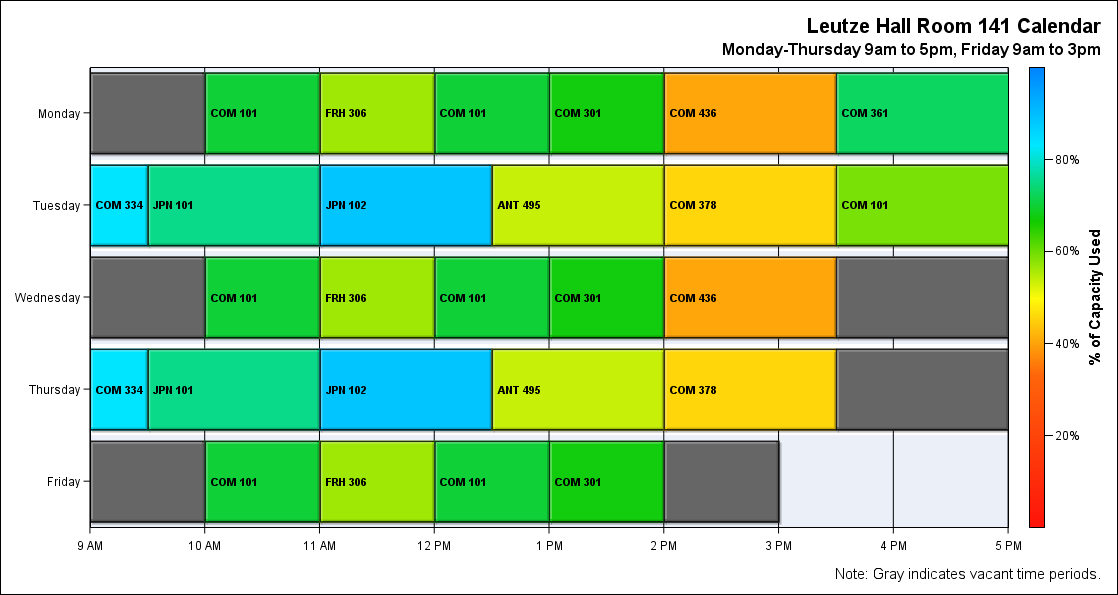 Leutze Hall Room 141 Calendar
Monday-Thursday 9am to 5pm, Friday 9am to 3pm
Monday COM 101 FRH 306 COM 101 COM 301 COM 436 COM 361
80%
Tuesday COM 334 JPN 101 JPN 102 ANT 495 COM 378 COM 101
60%
Wednesday COM 101 FRH 306 COM 101 COM 301 COM 436
% of Capacity Used
40%
Thursday COM 334 JPN 101 JPN 102 ANT 495 COM 378
20%
Friday COM 101 FRH 306 COM 101 COM 301
9 AM 10 AM 11 AM 12 PM 1 PM 2 PM 3 PM 4 PM 5 PM
Note: Gray indicates vacant time periods.